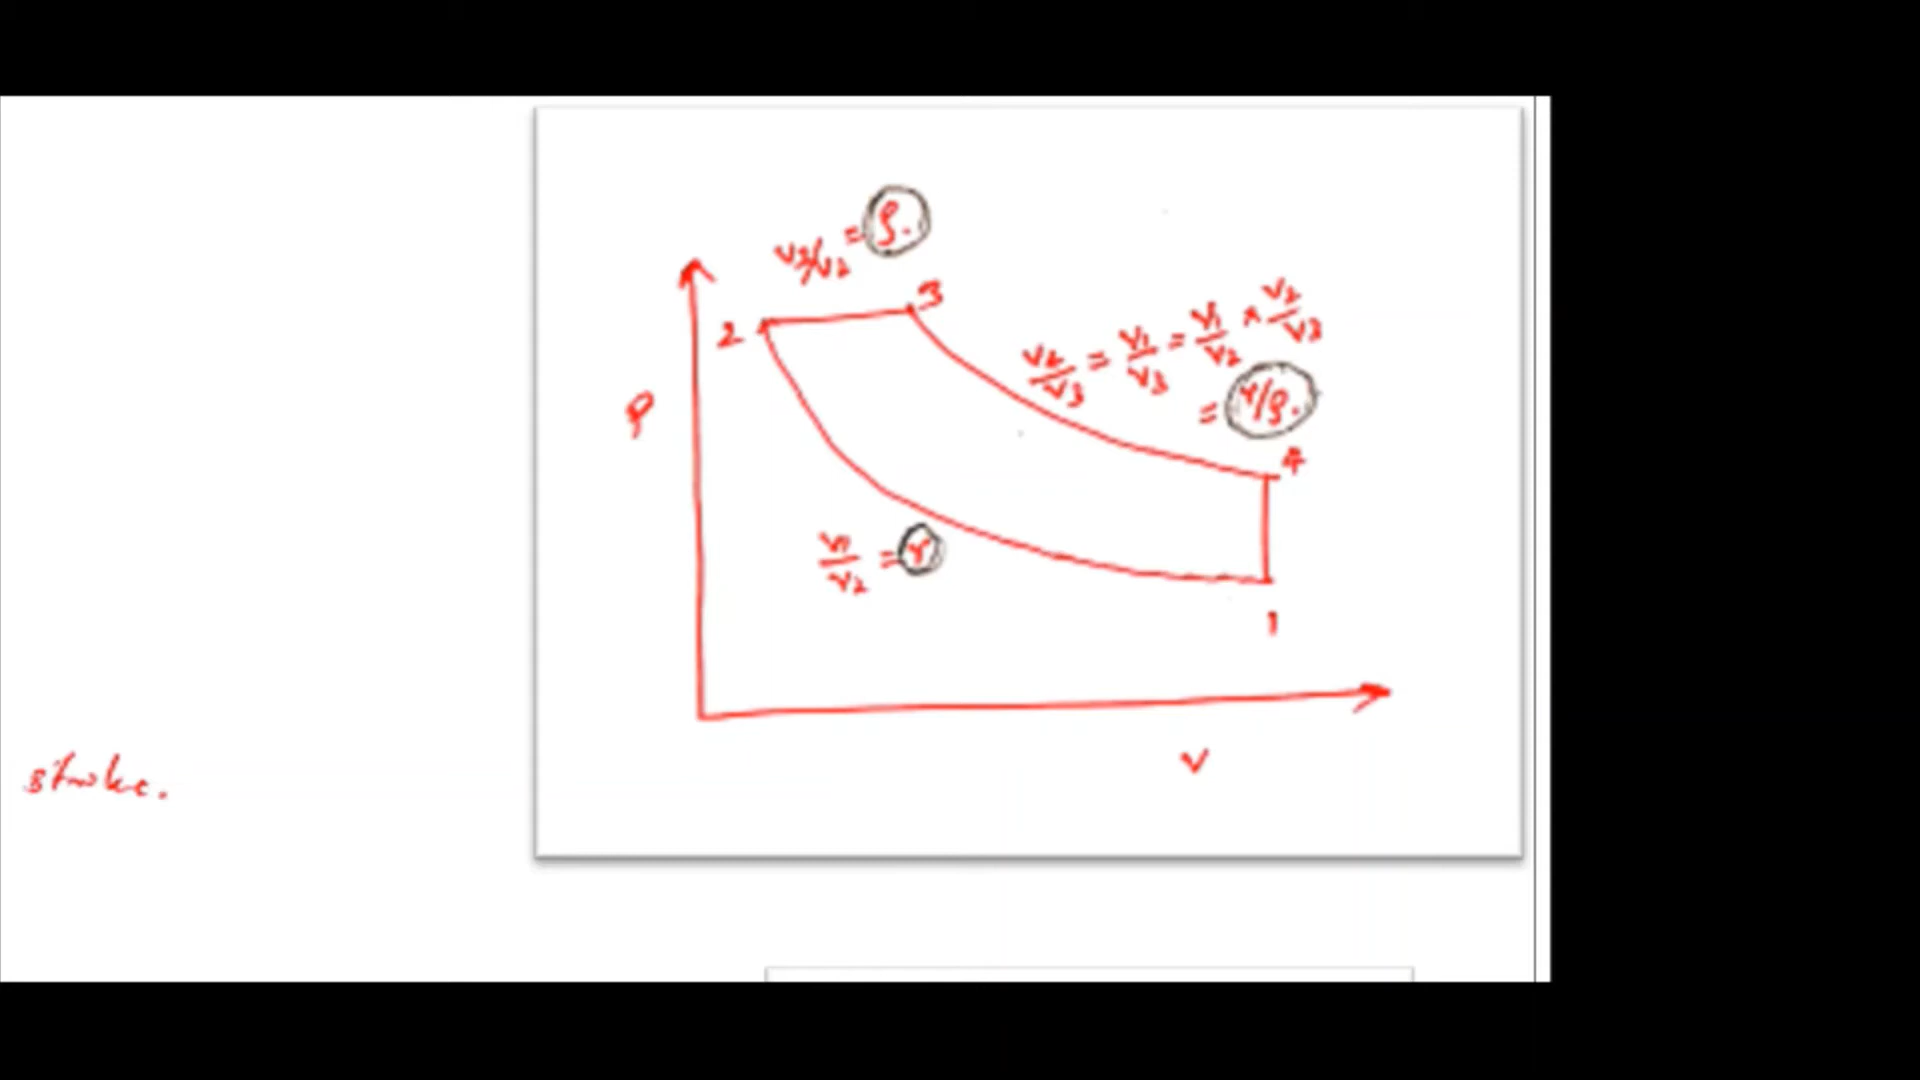 V3/V2 = ρ.
3
2
V4/V3 = V1/V3 = V1/V2 × V2/V3
= r/ρ.
P
4
V1/V2 = r
1
V
stroke.